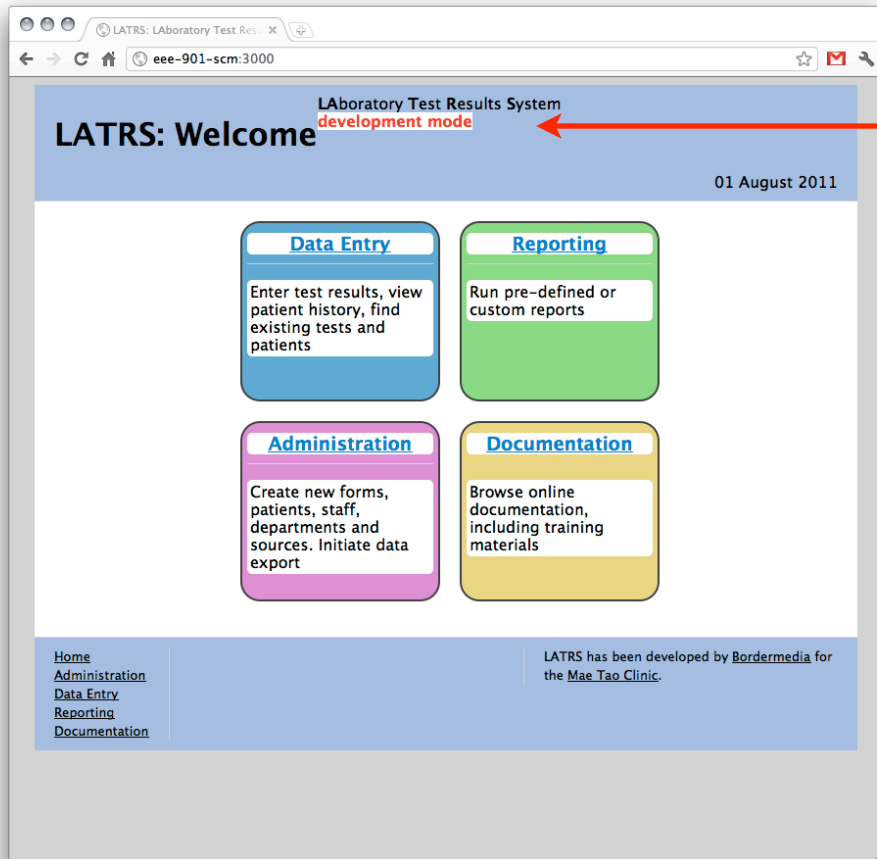 LATRS: LAboratory Test Res
eee-901-scm:3000
LAboratory Test Results System
development mode
LATRS: Welcome
01 August 2011
Data Entry
Enter test results, view
patient history, find
existing tests and
patients
Reporting
Run pre-defined or
custom reports
Administration
Create new forms,
patients, staff,
departments and
sources. Initiate data
export
Documentation
Browse online
documentation,
including training
materials
Home
Administration
Data Entry
Reporting
Documentation
LATRS has been developed by Bordermedia for
the Mae Tao Clinic.